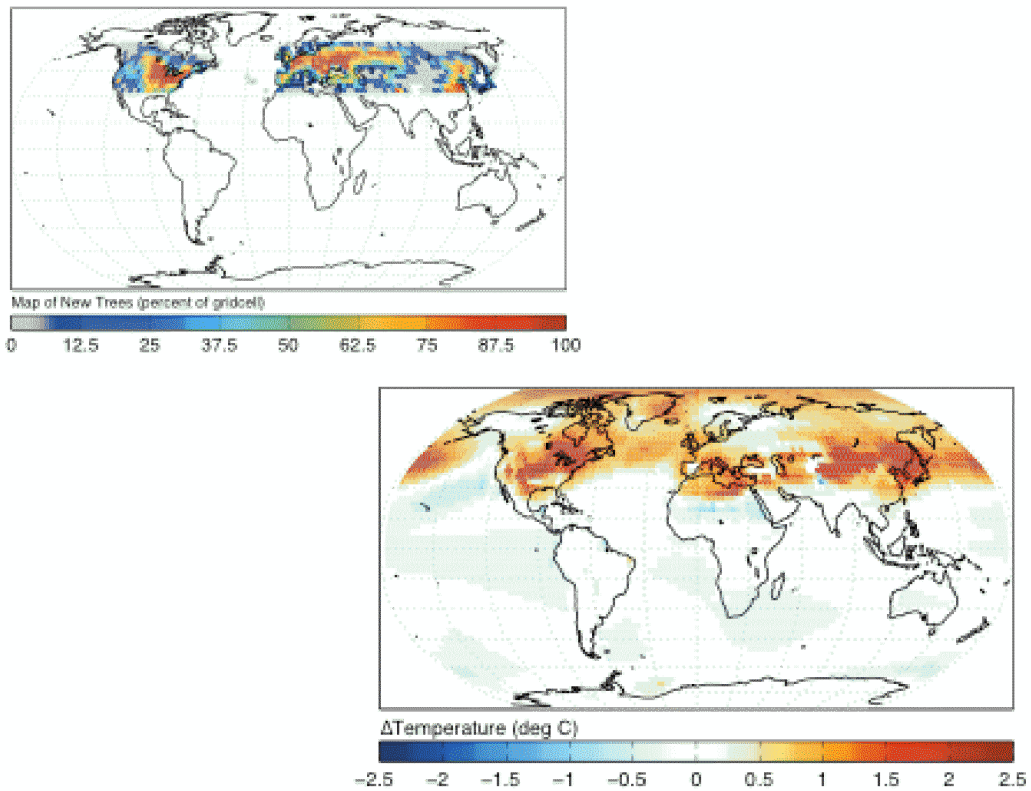 Map of New Trees (percent of gridcell)
0 12.5 25 37.5 50 62.5 75 87.5 100
ΔTemperature (deg C)
−2.5 −2 −1.5 −1 −0.5 0 0.5 1 1.5 2 2.5